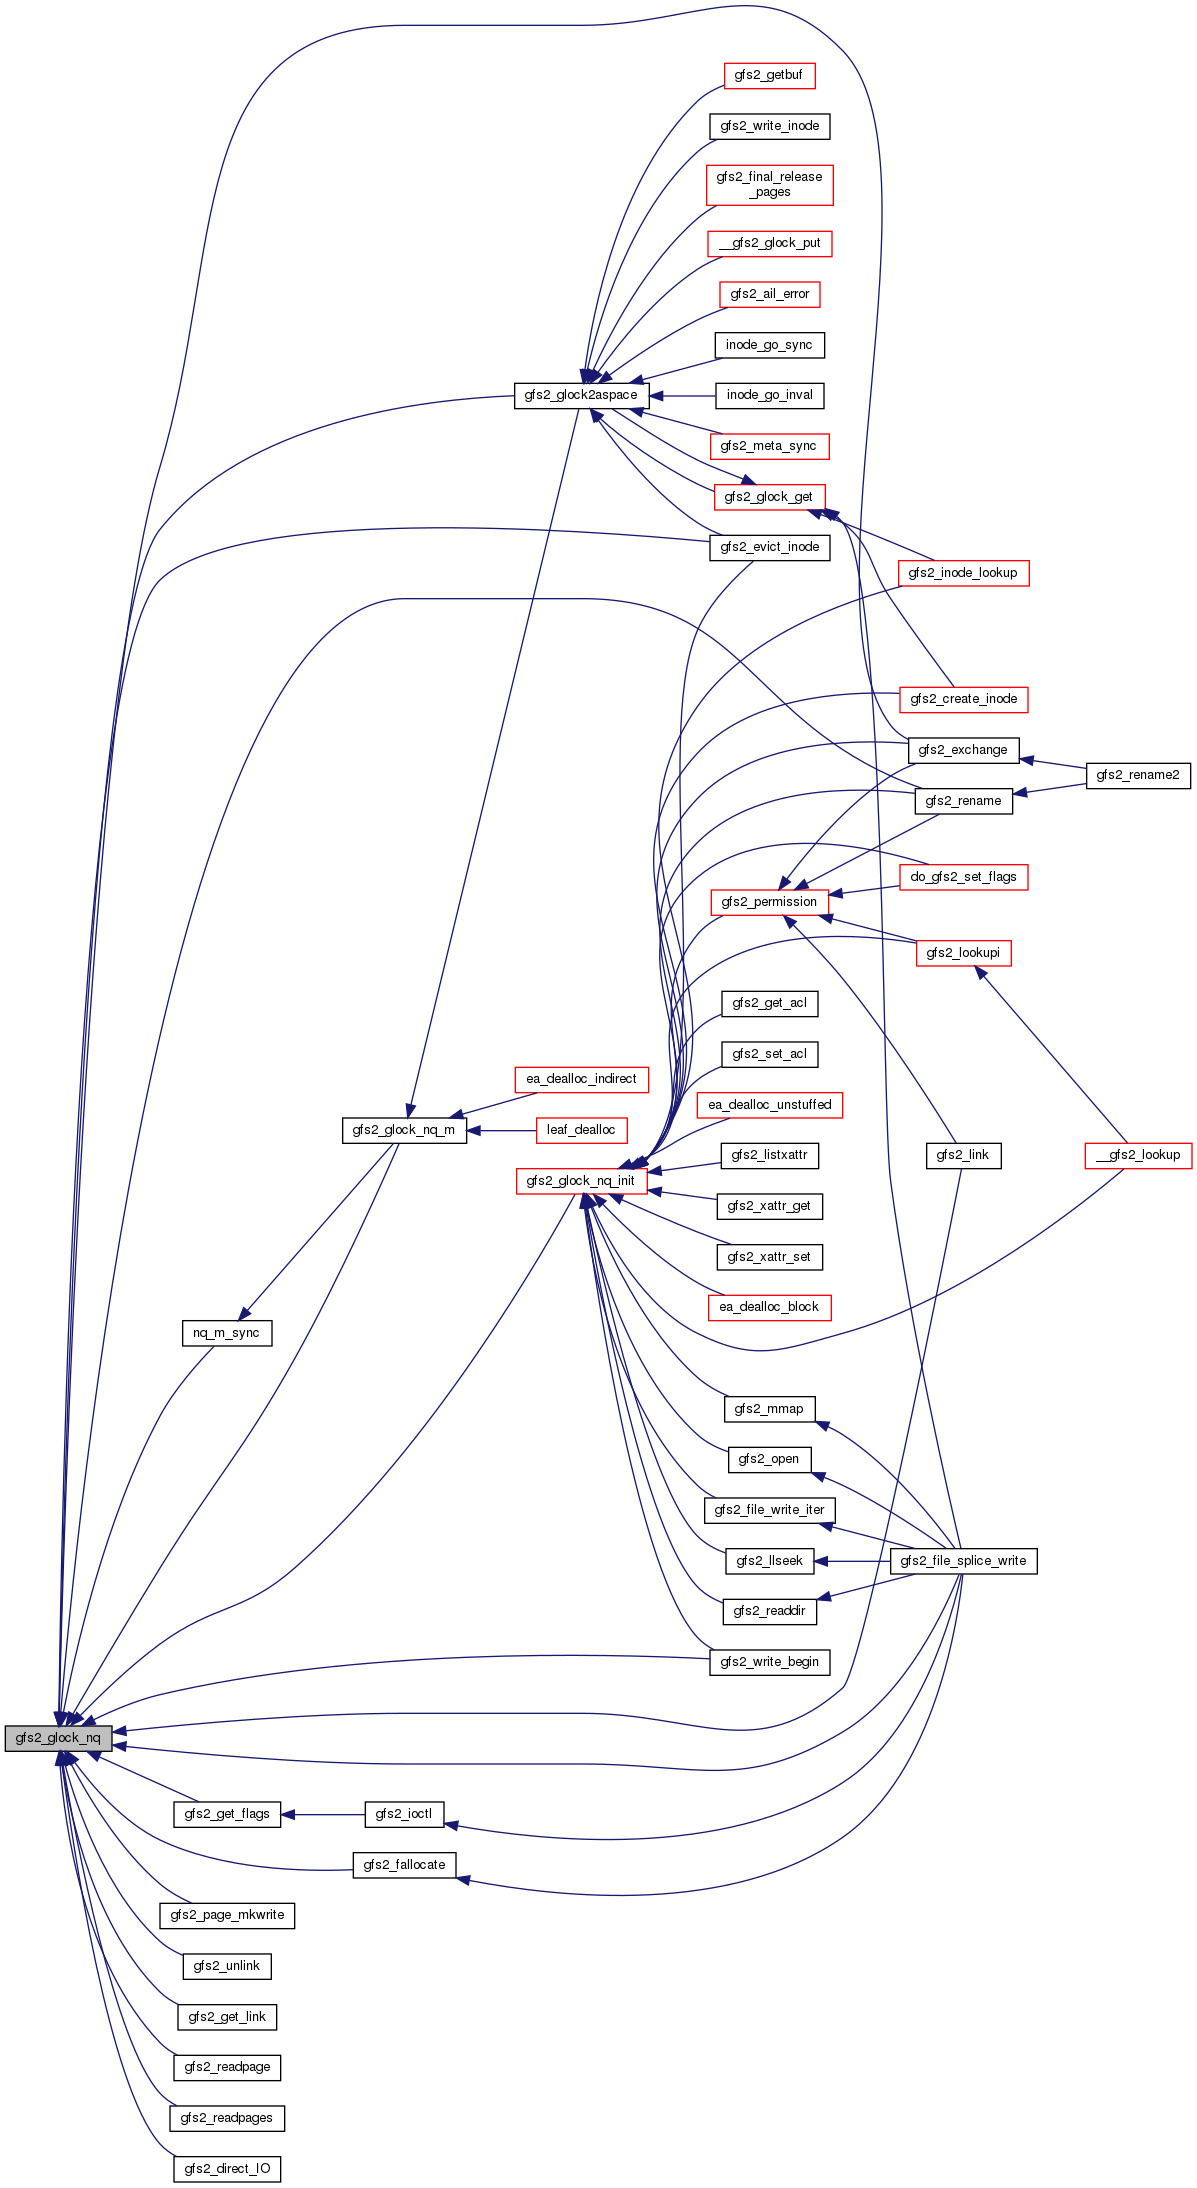 gfs2_getbuf
gfs2_write_inode
gfs2_final_release
_pages
__gfs2_glock_put
gfs2_ail_error
inode_go_sync
gfs2_glock2aspace
inode_go_inval
gfs2_meta_sync
gfs2_glock_get
gfs2_evict_inode
gfs2_inode_lookup
gfs2_create_inode
gfs2_exchange
gfs2_rename2
gfs2_rename
do_gfs2_set_flags
gfs2_permission
gfs2_lookupi
gfs2_get_acl
gfs2_set_acl
ea_dealloc_indirect
ea_dealloc_unstuffed
gfs2_glock_nq_m
leaf_dealloc
gfs2_listxattr
gfs2_link
__gfs2_lookup
gfs2_glock_nq_init
gfs2_xattr_get
gfs2_xattr_set
ea_dealloc_block
nq_m_sync
gfs2_mmap
gfs2_open
gfs2_file_write_iter
gfs2_llseek
gfs2_file_splice_write
gfs2_readdir
gfs2_write_begin
gfs2_glock_nq
gfs2_get_flags
gfs2_ioctl
gfs2_fallocate
gfs2_page_mkwrite
gfs2_unlink
gfs2_get_link
gfs2_readpage
gfs2_readpages
gfs2_direct_IO